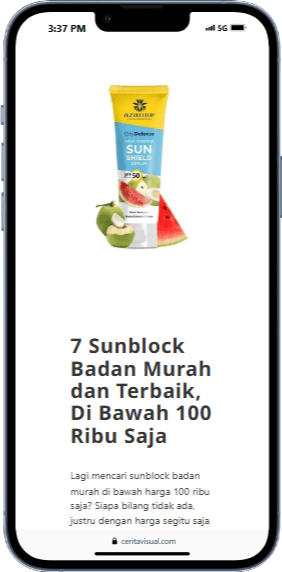 3:37 PM
5G
azarine
CityDefense
SUN
SHIELD
SERUM
SPF 50
7 Sunblock
Badan Murah
dan Terbaik,
Di Bawah 100
Ribu Saja
Lagi mencari sunblock badan
murah di bawah harga 100 ribu
saja? Siapa bilang tidak ada,
justru dengan harga segitu saja
ceritavisual.com